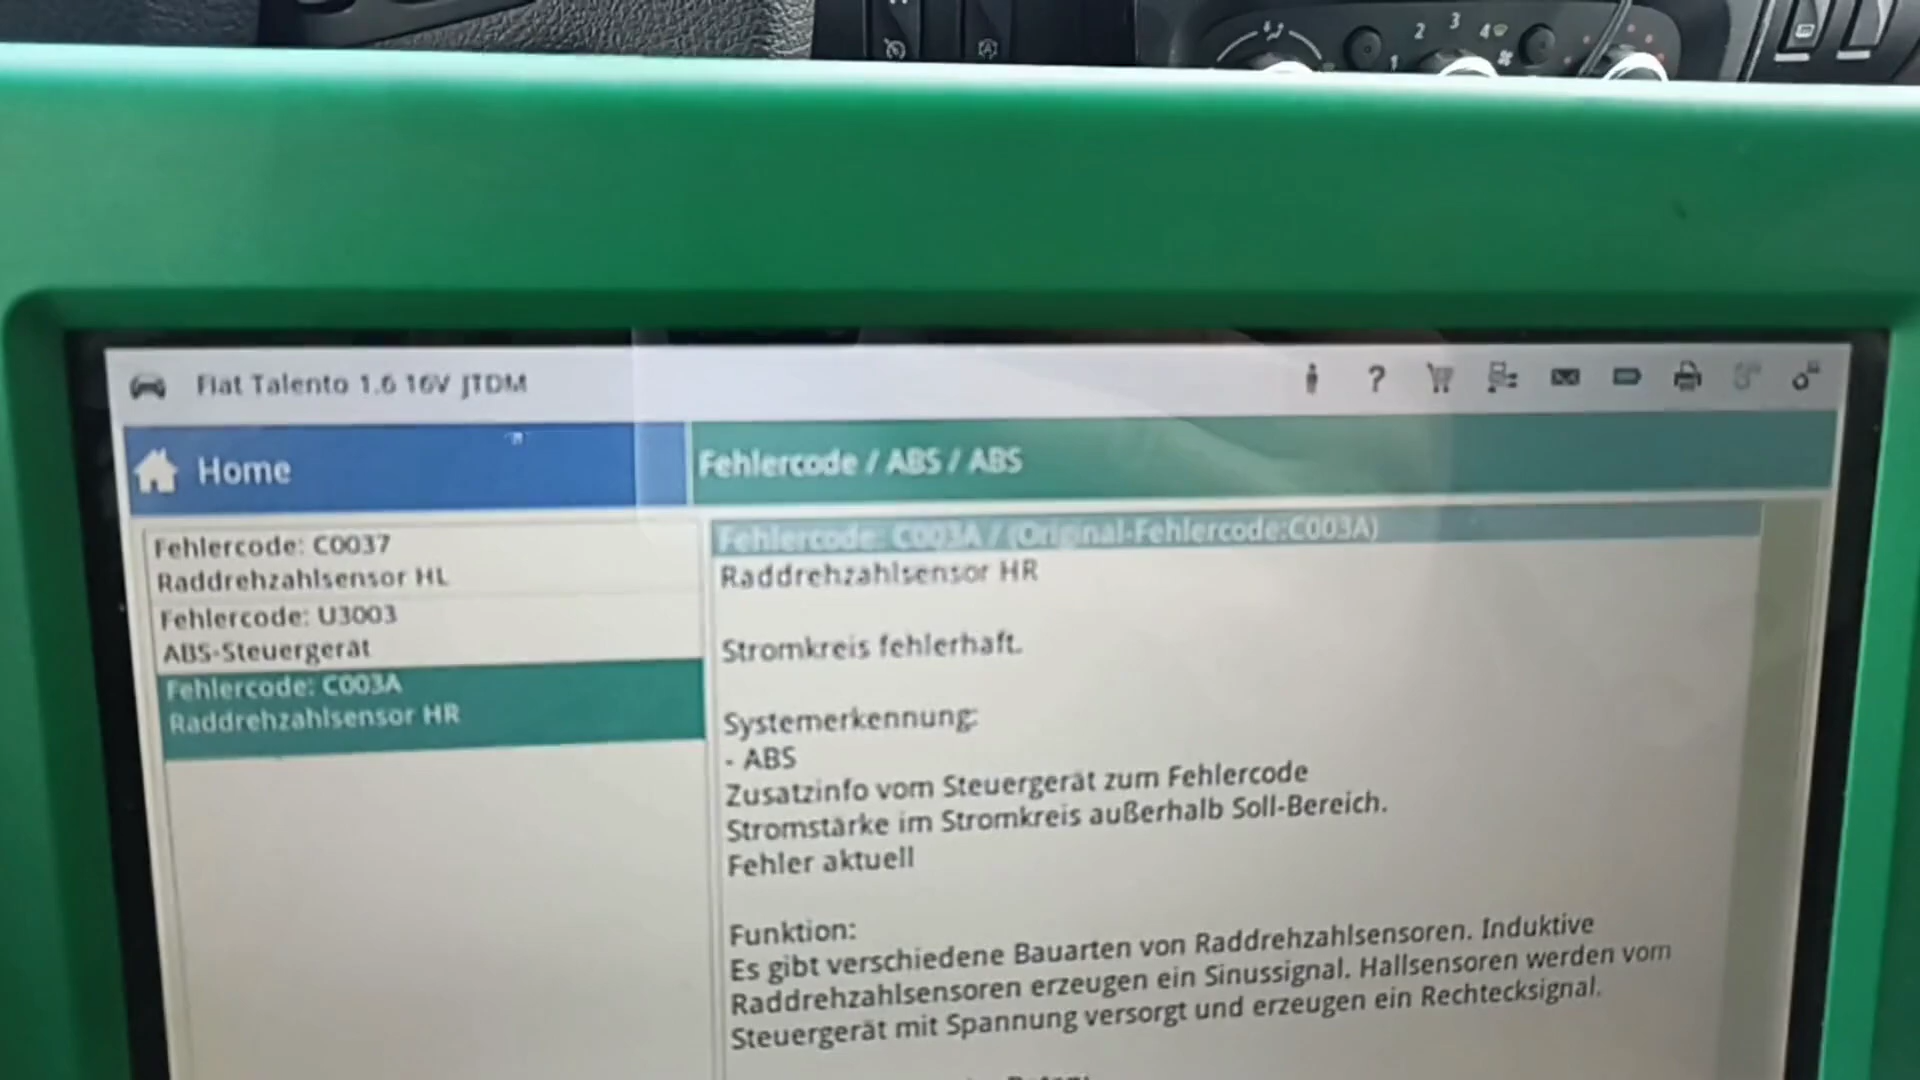 1 2 3 4
Fiat Talento 1.6 16V JTDM
?
Home
Fehlercode / ABS / ABS
Fehlercode: C0037
Raddrehzahlsensor HL
Fehlercode: U3003
ABS-Steuergerät
Fehlercode: C003A
Raddrehzahlsensor HR
Fehlercode: C003A / (Original-Fehlercode:C003A)
Raddrehzahlsensor HR
Stromkreis fehlerhaft.
Systemerkennung:
- ABS
Zusatzinfo vom Steuergerät zum Fehlercode
Stromstärke im Stromkreis außerhalb Soll-Bereich.
Fehler aktuell
Funktion:
Es gibt verschiedene Bauarten von Raddrehzahlsensoren. Induktive
Raddrehzahlsensoren erzeugen ein Sinussignal. Hallsensoren werden vom
Steuergerät mit Spannung versorgt und erzeugen ein Rechtecksignal.